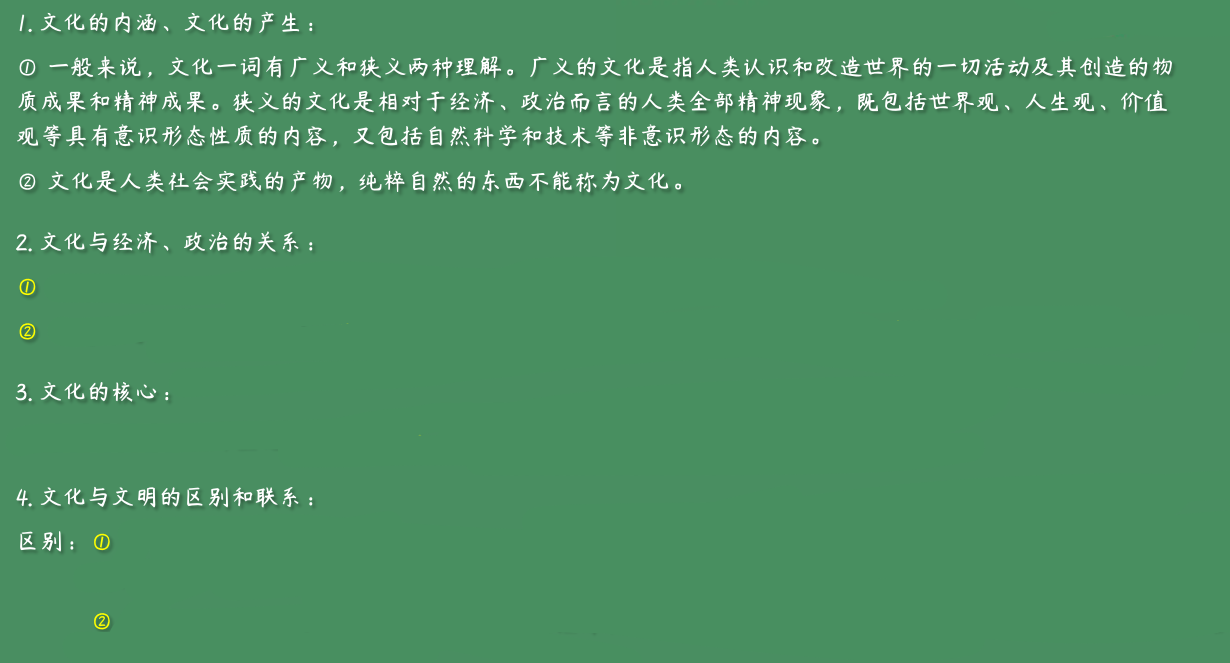 1. 文化的内涵、文化的产生：
① 一般来说，文化一词有广义和狭义两种理解。广义的文化是指人类认识和改造世界的一切活动及其创造的物
质成果和精神成果。狭义的文化是相对于经济、政治而言的人类全部精神现象，既包括世界观、人生观、价值
观等具有意识形态性质的内容，又包括自然科学和技术等非意识形态的内容。
② 文化是人类社会实践的产物，纯粹自然的东西不能称为文化。
2. 文化与经济、政治的关系：
①
②
3. 文化的核心：
4. 文化与文明的区别和联系：
区别：①
②